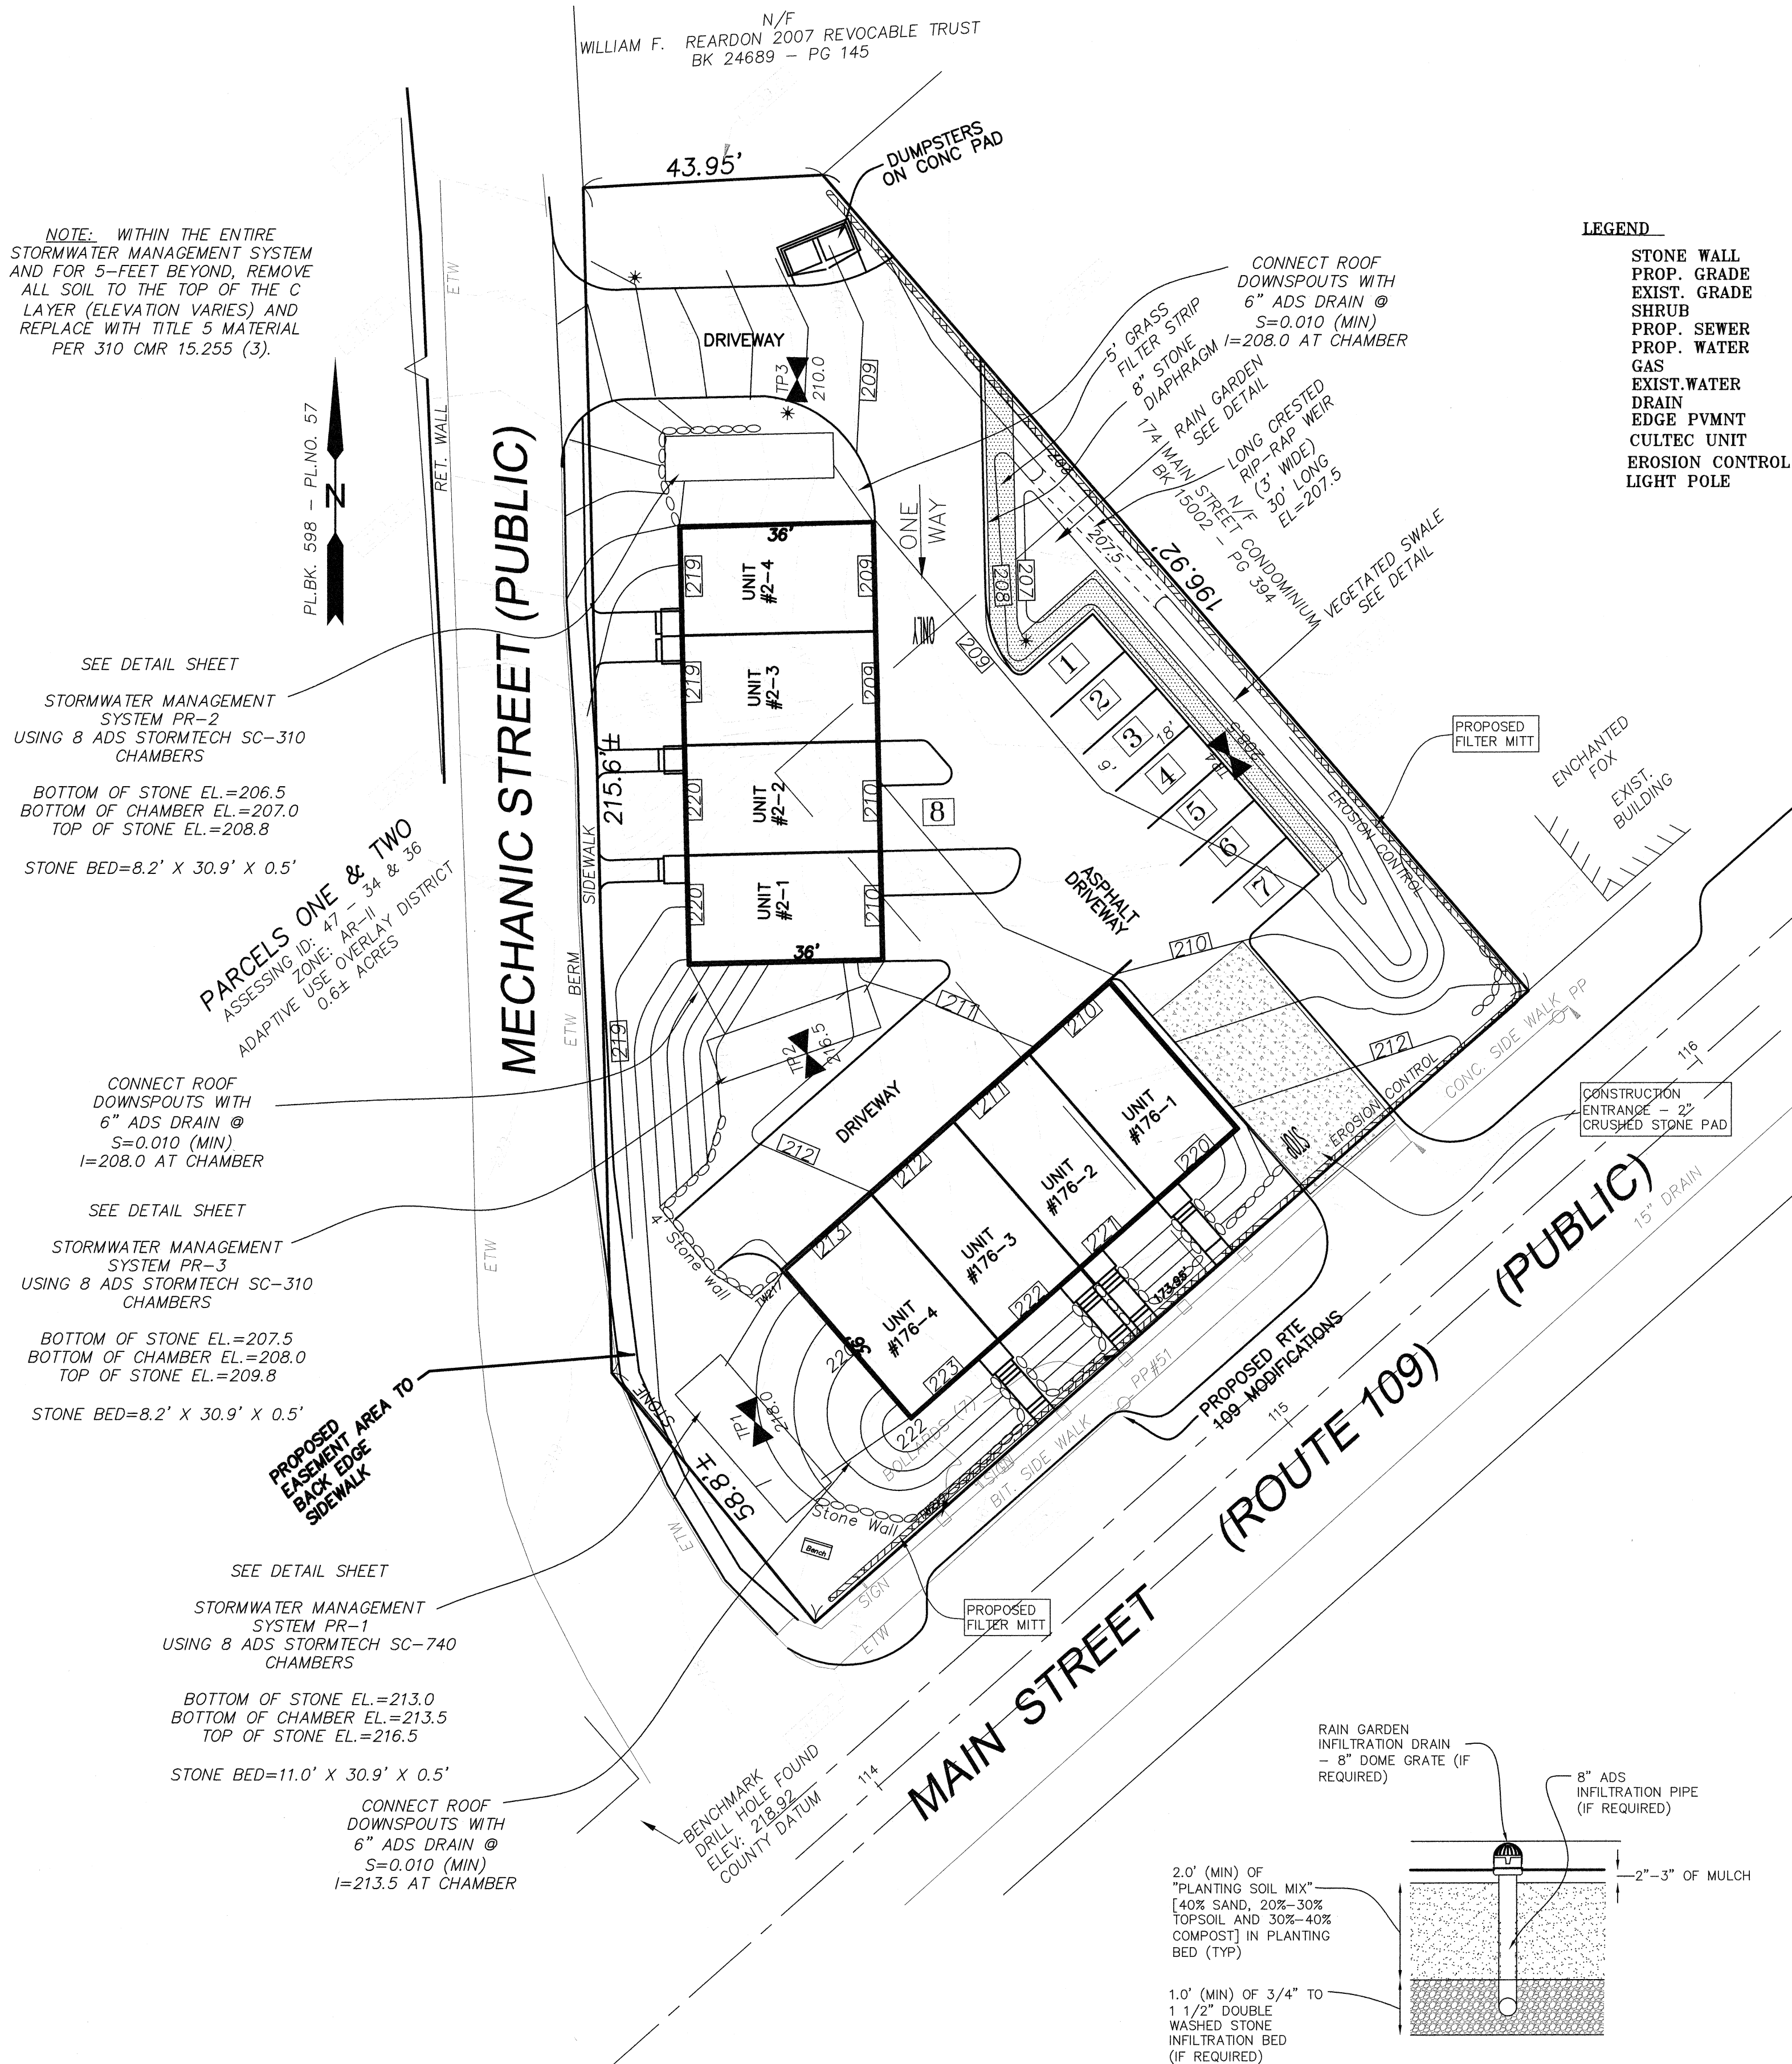 N/F
WILLIAM F. REARDON 2007 REVOCABLE TRUST
BK 24689 - PG 145
43.95'
DUMPSTERS
ON CONC PAD
NOTE: WITHIN THE ENTIRE
STORMWATER MANAGEMENT SYSTEM
AND FOR 5-FEET BEYOND, REMOVE
ALL SOIL TO THE TOP OF THE C
LAYER (ELEVATION VARIES) AND
REPLACE WITH TITLE 5 MATERIAL
PER 310 CMR 15.255 (3).
LEGEND
STONE WALL
PROP. GRADE
EXIST. GRADE
SHRUB
PROP. SEWER
PROP. WATER
GAS
EXIST.WATER
DRAIN
EDGE PVMNT
CULTEC UNIT
EROSION CONTROL
LIGHT POLE
CONNECT ROOF
DOWNSPOUTS WITH
6" ADS DRAIN @
S=0.010 (MIN)
I=208.0 AT CHAMBER
5' GRASS
FILTER STRIP
8" STONE
DIAPHRAGM
RAIN GARDEN
SEE DETAIL
LONG CRESTED
RIP-RAP WEIR
(3' WIDE)
30' LONG
EL=207.5
N/F
174 MAIN STREET CONDOMINIUM
BK 15002 - PG 394
VEGETATED SWALE
SEE DETAIL
196.92'
207.5
208
ETW
RET. WALL
PL.BK. 598 - PL.NO. 57
N
MECHANIC STREET (PUBLIC)
DRIVEWAY
TP3
210.0
209
ONE
WAY
ONLY
209
208
207
36'
UNIT
#2-4
219
209
UNIT
#2-3
219
209
UNIT
#2-2
220
210
UNIT
#2-1
220
210
36'
215.6'±
SIDEWALK
BERM
ETW
ETW
1
2
3
4
5
6
7
8
18'
9'
TP4
208.5
EROSION CONTROL
PROPOSED
FILTER MITT
ENCHANTED
FOX
EXIST.
BUILDING
ASPHALT
DRIVEWAY
SEE DETAIL SHEET
STORMWATER MANAGEMENT
SYSTEM PR-2
USING 8 ADS STORMTECH SC-310
CHAMBERS
BOTTOM OF STONE EL.=206.5
BOTTOM OF CHAMBER EL.=207.0
TOP OF STONE EL.=208.8
STONE BED=8.2' X 30.9' X 0.5'
PARCELS ONE & TWO
ASSESSING ID: 47 - 34 & 36
ZONE: AR-II
ADAPTIVE USE OVERLAY DISTRICT
0.6± ACRES
CONNECT ROOF
DOWNSPOUTS WITH
6" ADS DRAIN @
S=0.010 (MIN)
I=208.0 AT CHAMBER
SEE DETAIL SHEET
STORMWATER MANAGEMENT
SYSTEM PR-3
USING 8 ADS STORMTECH SC-310
CHAMBERS
BOTTOM OF STONE EL.=207.5
BOTTOM OF CHAMBER EL.=208.0
TOP OF STONE EL.=209.8
STONE BED=8.2' X 30.9' X 0.5'
219
TP2
216.5
211
210
212
DRIVEWAY
212
4' Stone wall
TW217
UNIT
#176-1
210
220
UNIT
#176-2
211
221
UNIT
#176-3
212
222
UNIT
#176-4
213
223
36'
220
222
STOP
EROSION CONTROL
CONC. SIDE WALK
PP
116
CONSTRUCTION
ENTRANCE - 2"
CRUSHED STONE PAD
15" DRAIN
173.95'
PROPOSED RTE
109 MODIFICATIONS
PP#51
BIT. SIDE WALK
115
BOLLARDS (7)
SIGN
PROPOSED
EASEMENT AREA TO
BACK EDGE
SIDEWALK
STONE
58.8'±
TP1
218.0
Stone Wall
Bench
SIGN
ETW
ETW
PROPOSED
FILTER MITT
MAIN STREET (ROUTE 109) (PUBLIC)
SEE DETAIL SHEET
STORMWATER MANAGEMENT
SYSTEM PR-1
USING 8 ADS STORMTECH SC-740
CHAMBERS
BOTTOM OF STONE EL.=213.0
BOTTOM OF CHAMBER EL.=213.5
TOP OF STONE EL.=216.5
STONE BED=11.0' X 30.9' X 0.5'
CONNECT ROOF
DOWNSPOUTS WITH
6" ADS DRAIN @
S=0.010 (MIN)
I=213.5 AT CHAMBER
BENCHMARK
DRILL HOLE FOUND
ELEV: 218.92
COUNTY DATUM
114
RAIN GARDEN
INFILTRATION DRAIN
- 8" DOME GRATE (IF
REQUIRED)
8" ADS
INFILTRATION PIPE
(IF REQUIRED)
2"-3" OF MULCH
2.0' (MIN) OF
"PLANTING SOIL MIX"
[40% SAND, 20%-30%
TOPSOIL AND 30%-40%
COMPOST] IN PLANTING
BED (TYP)
1.0' (MIN) OF 3/4" TO
1 1/2" DOUBLE
WASHED STONE
INFILTRATION BED
(IF REQUIRED)